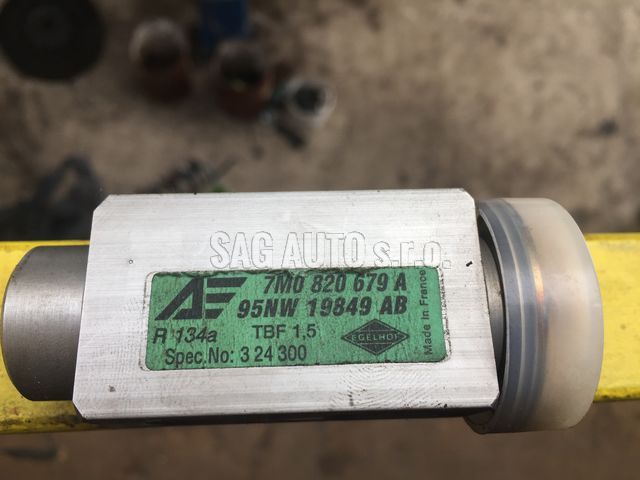 SAG AUTO s.r.o.
AE 7M0 820 679 A
95NW 19849 AB
R 134a TBF 1,5 EGELHOF
Spec.No: 3 24 300
Made in France